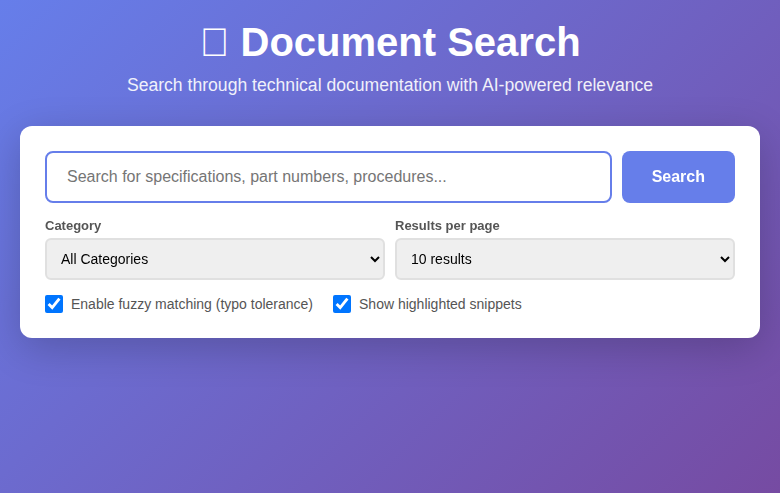 Document Search
Search through technical documentation with AI-powered relevance
Search for specifications, part numbers, procedures...
Search
Category
Results per page
All Categories
10 results
Enable fuzzy matching (typo tolerance)
Show highlighted snippets